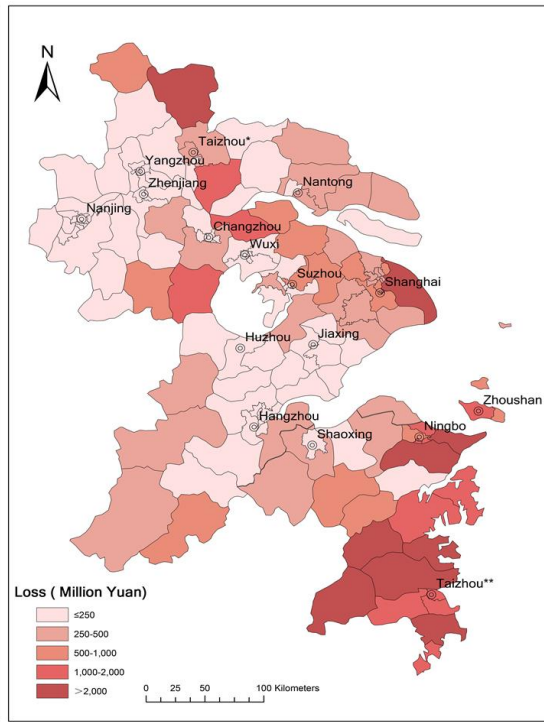 N
Taizhou*
Yangzhou
Zhenjiang
Nantong
Nanjing
Changzhou
Wuxi
Suzhou
Shanghai
Huzhou
Jiaxing
Zhoushan
Hangzhou
Ningbo
Shaoxing
Taizhou**
Loss ( Million Yuan)
≤250
250-500
500-1,000
1,000-2,000
＞2,000
0 25 50 100 Kilometers